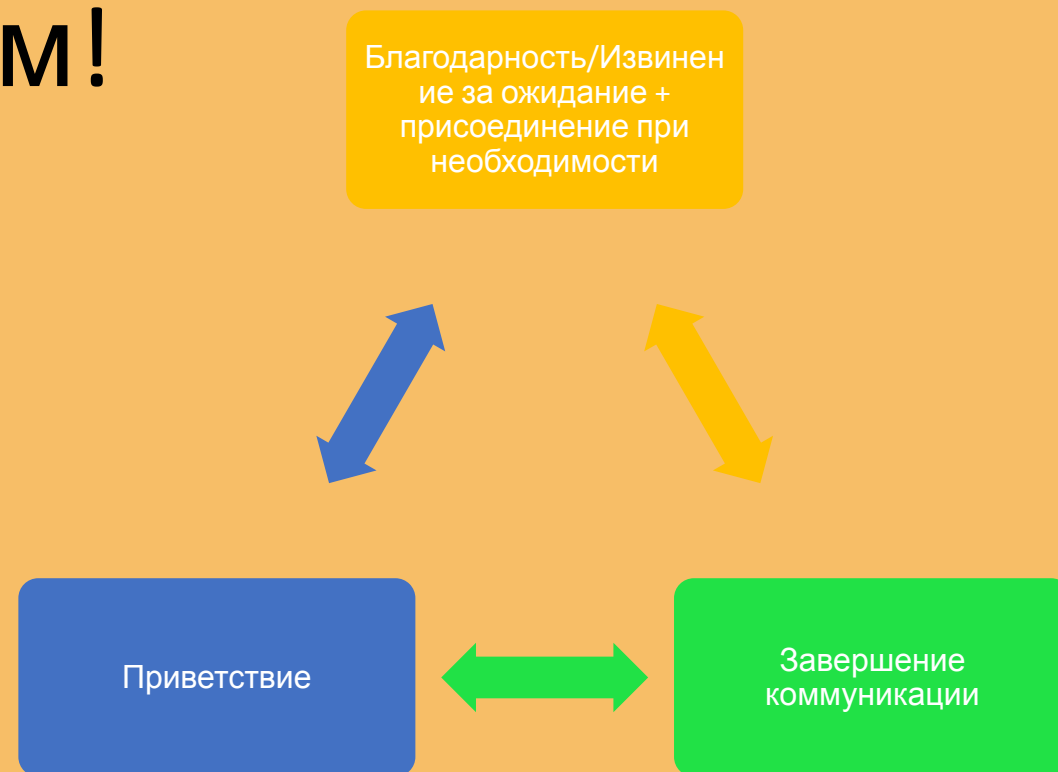 м!
Благодарность/Извинен
ие за ожидание +
присоединение при
необходимости
Приветствие
Завершение
коммуникации